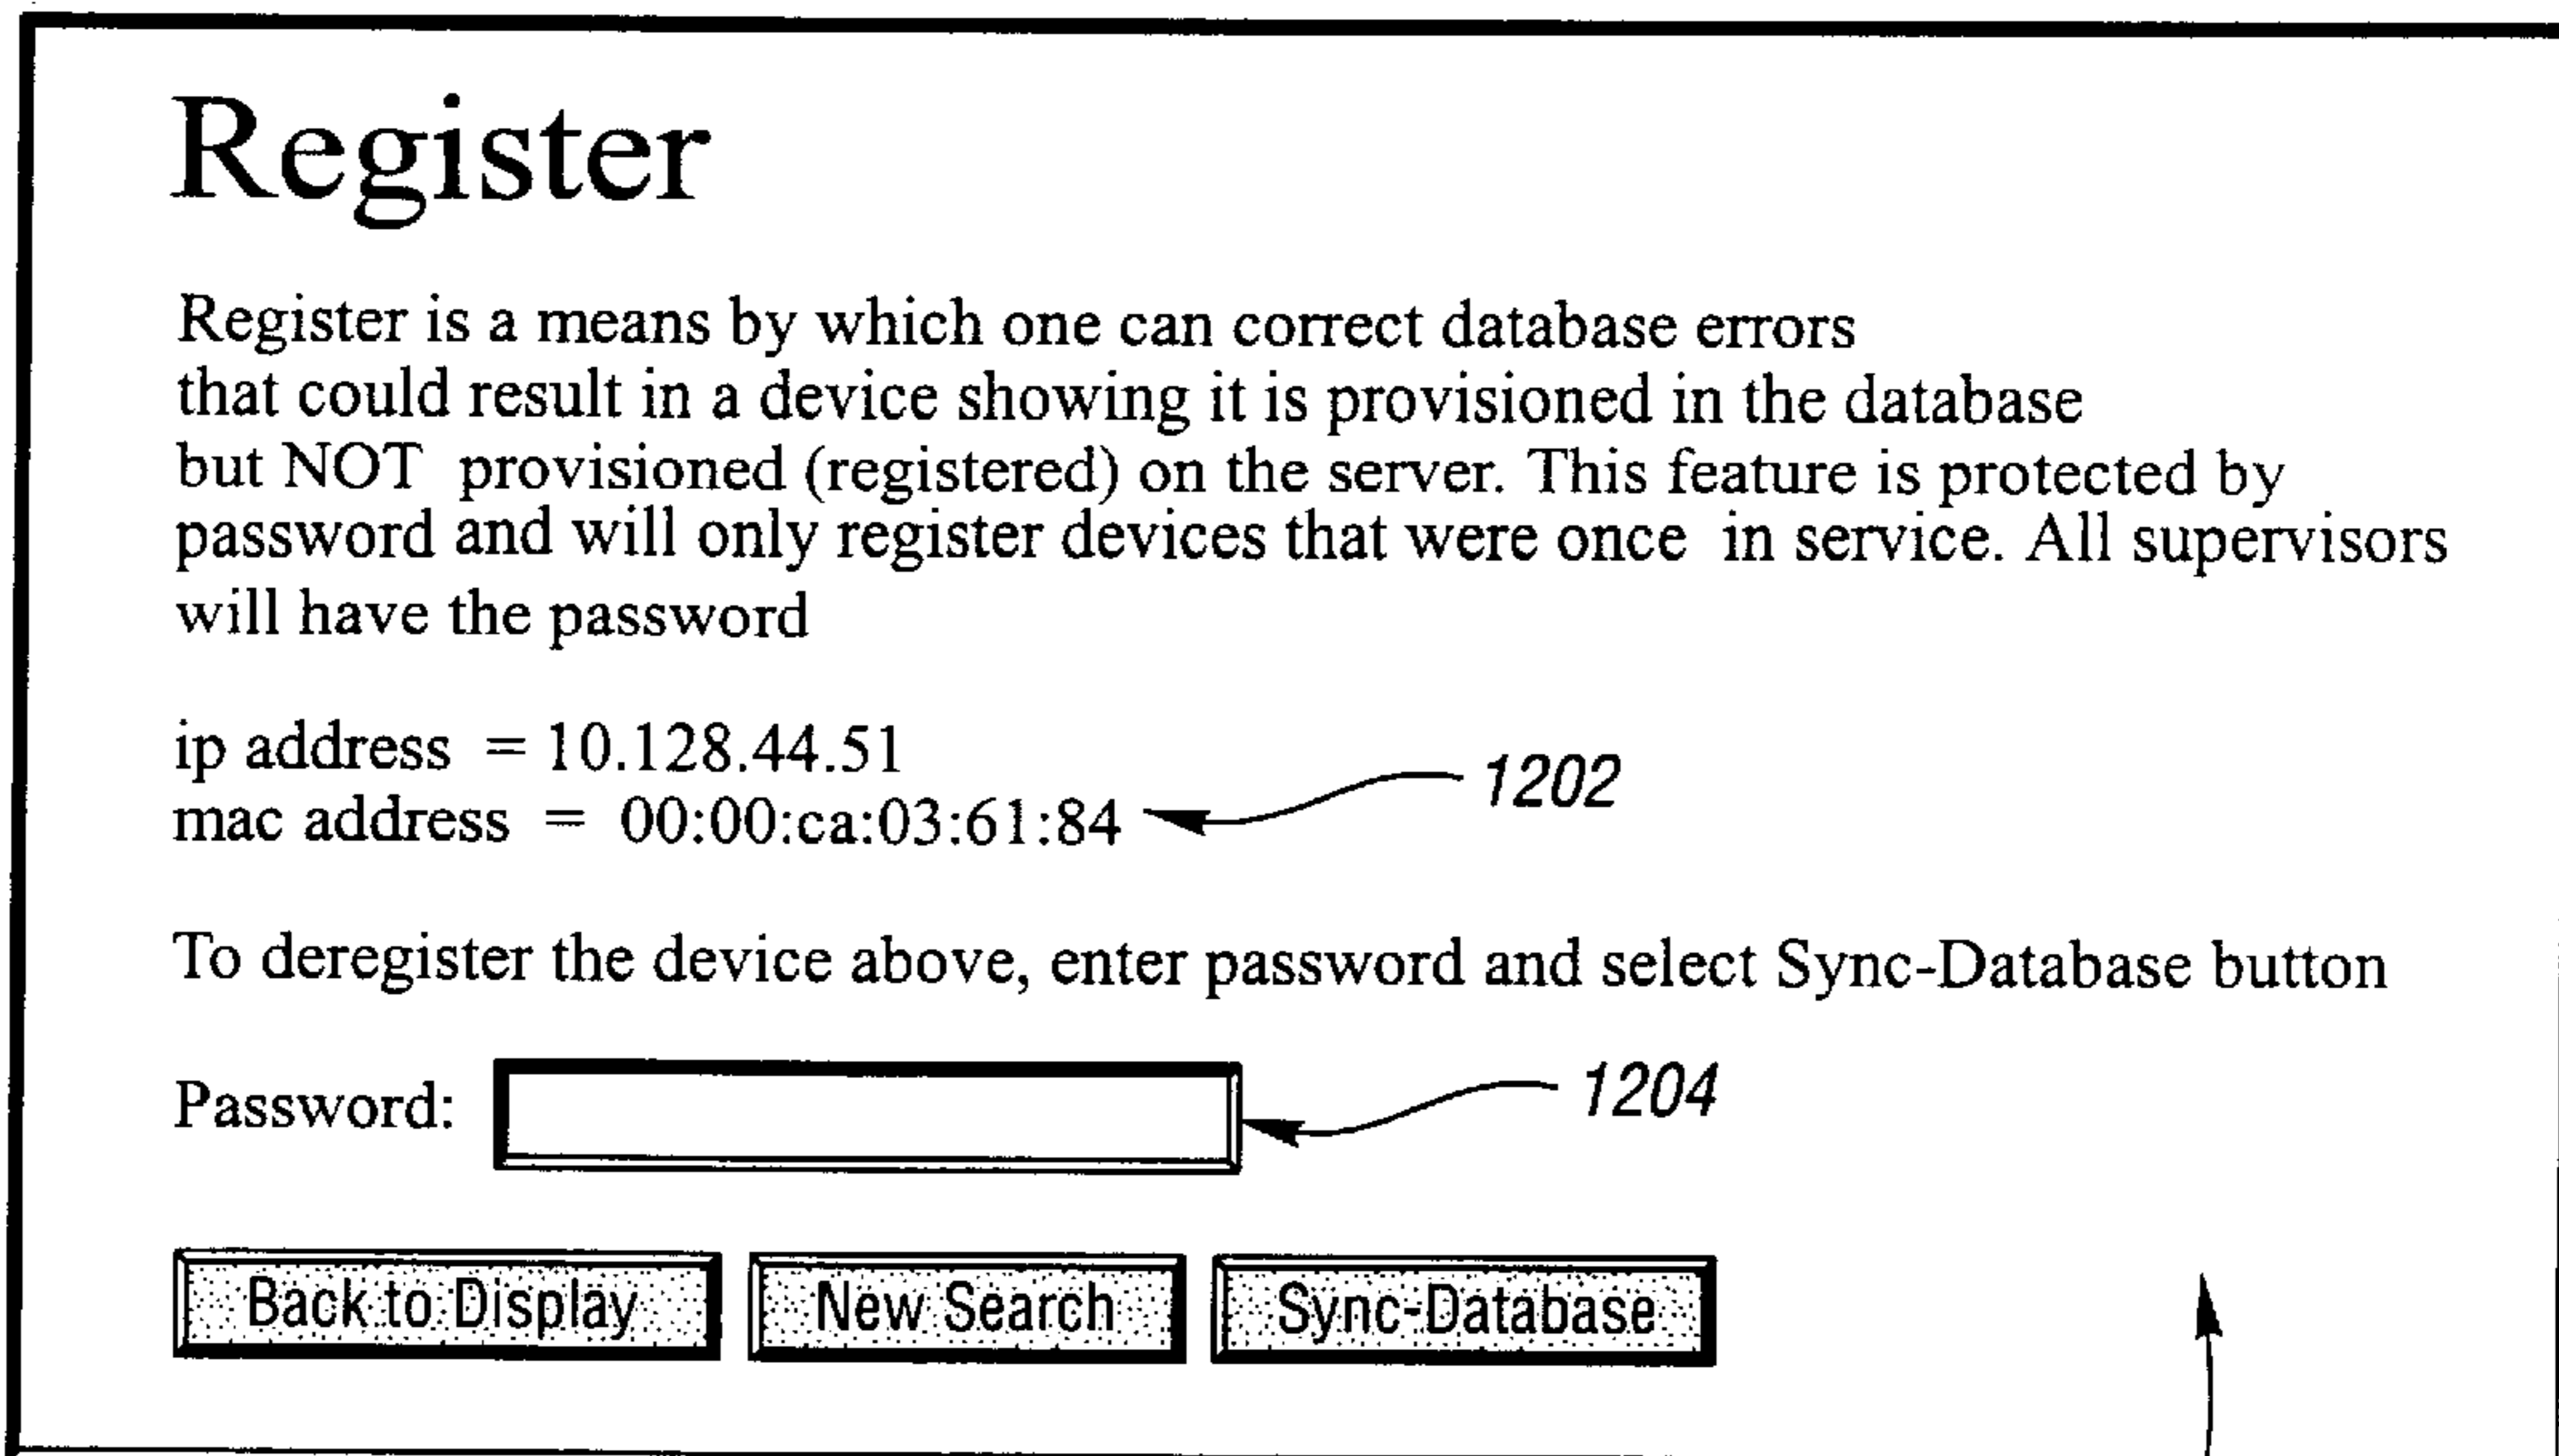 Register
Register is a means by which one can correct database errors
that could result in a device showing it is provisioned in the database
but NOT provisioned (registered) on the server. This feature is protected by
password and will only register devices that were once in service. All supervisors
will have the password
ip address = 10.128.44.51
mac address = 00:00:ca:03:61:84
1202
To deregister the device above, enter password and select Sync-Database button
Password:
1204
Back to Display New Search Sync-Database